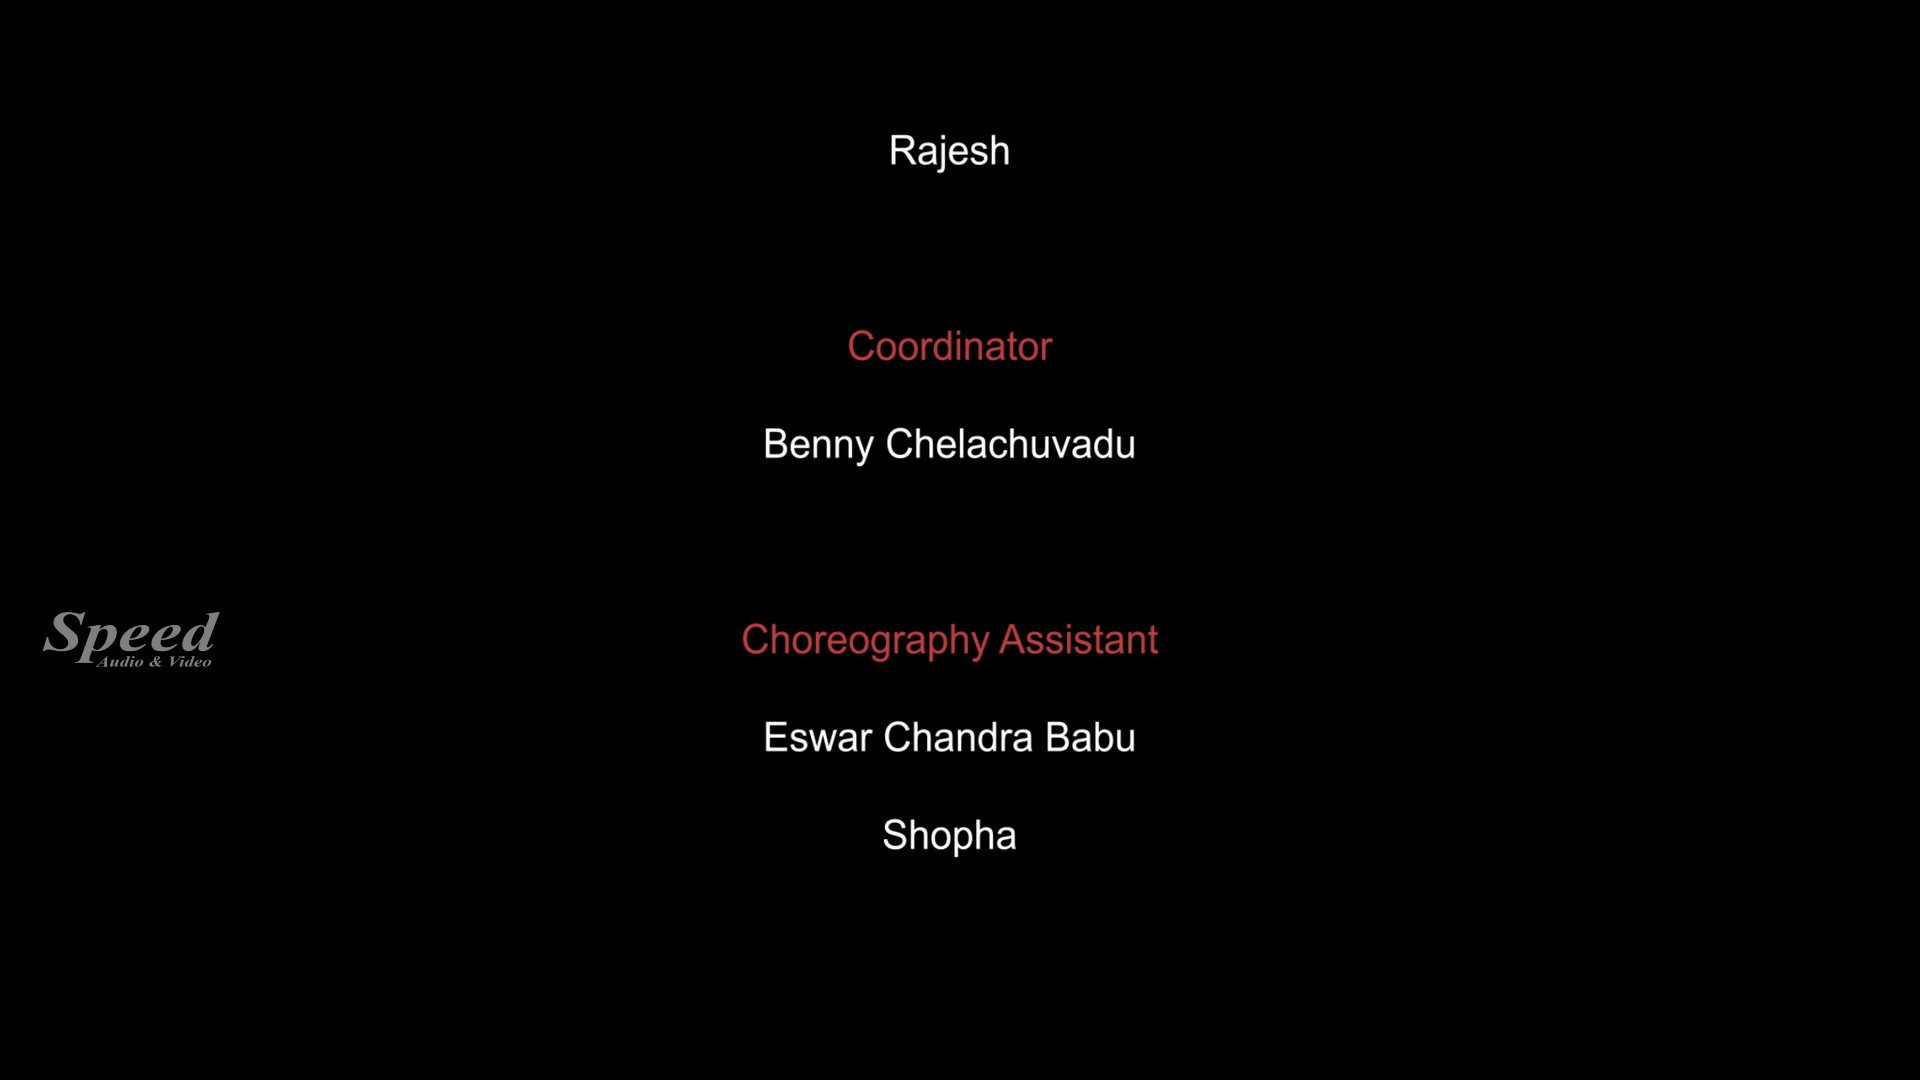 Rajesh
Coordinator
Benny Chelachuvadu
Speed
Audio & Video
Choreography Assistant
Eswar Chandra Babu
Shopha